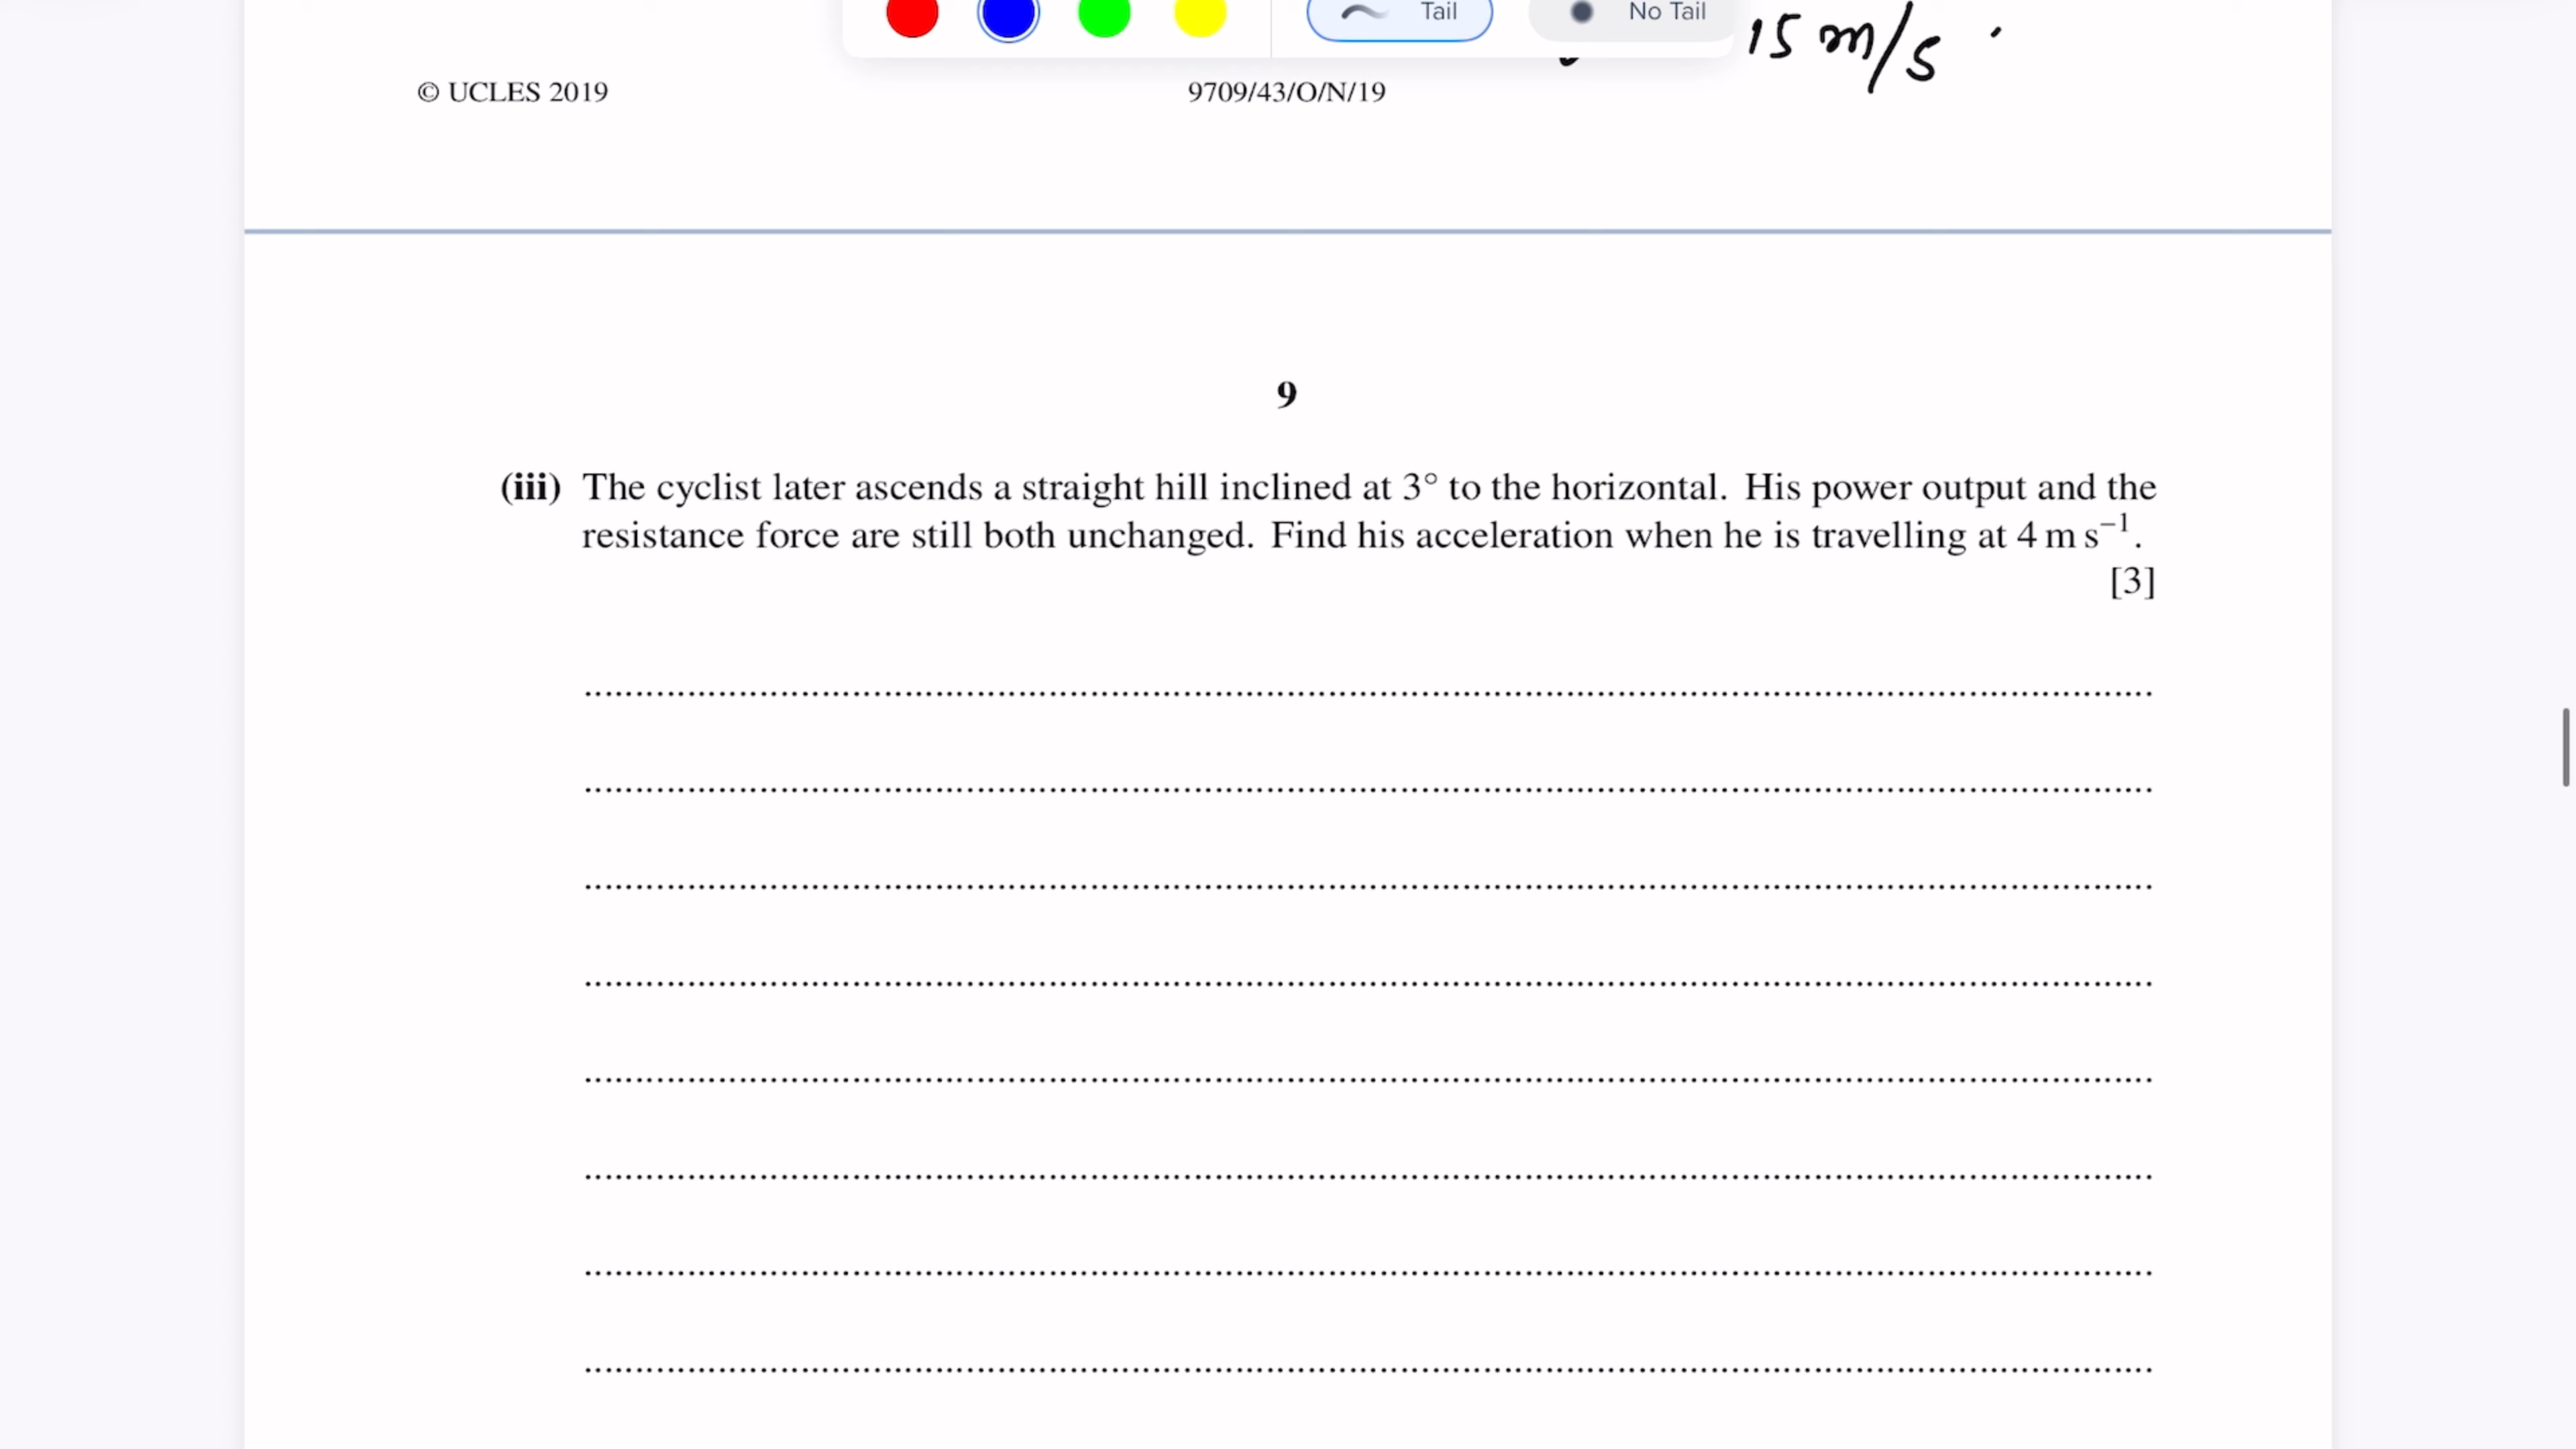 Tail
No Tail
15 m/s .
© UCLES 2019
9709/43/O/N/19
9
(iii) The cyclist later ascends a straight hill inclined at 3° to the horizontal. His power output and the
resistance force are still both unchanged. Find his acceleration when he is travelling at 4 m s⁻¹.
[3]